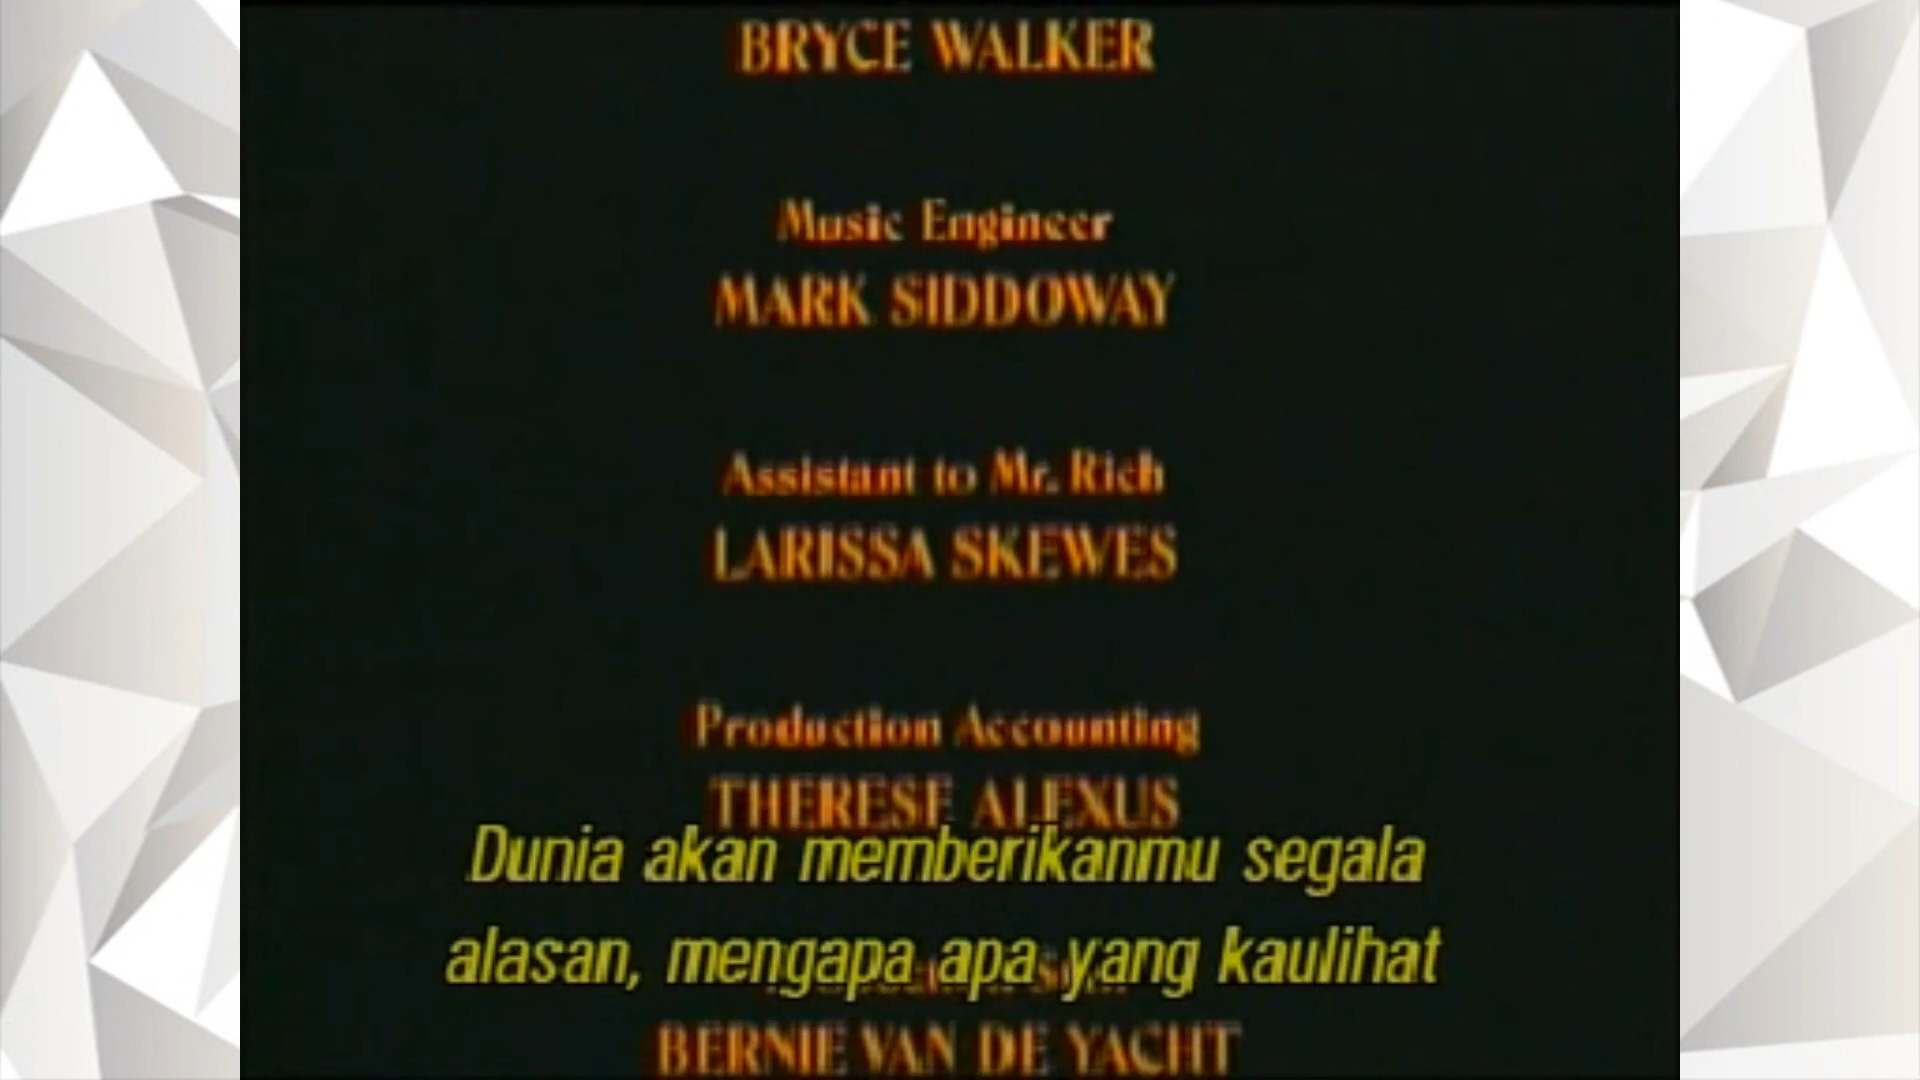 BRYCE WALKER
Music Engineer
MARK SIDDOWAY
Assistant to Mr. Rich
LARISSA SKEWES
Production Accounting
THERESE ALEXUS
Dunia akan memberikanmu segala
alasan, mengapa apa yang kaulihat
BERNIE VAN DE YACHT